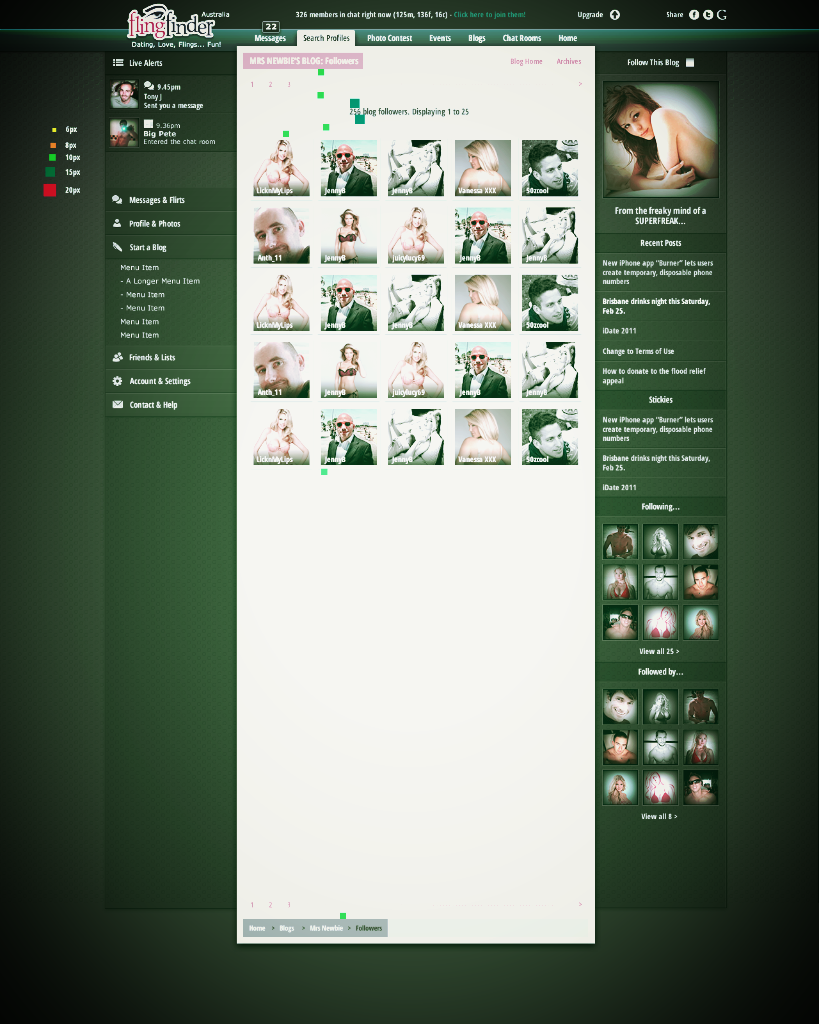 flingfinder
Australia
Dating, Love, Flings... Fun!
326 members in chat right now (125m, 136f, 16c) - Click here to join them!
Upgrade
Share
22
Messages
Search Profiles
Photo Contest
Events
Blogs
Chat Rooms
Home
6px
8px
10px
15px
20px
Live Alerts
9.45pm
Tony J
Sent you a message
9.36pm
Big Pete
Entered the chat room
Messages & Flirts
Profile & Photos
Start a Blog
Menu Item
- A Longer Menu Item
- Menu Item
- Menu Item
Menu Item
Menu Item
Friends & Lists
Account & Settings
Contact & Help
MRS NEWBIE'S BLOG: Followers
Blog Home
Archives
1 2 3 >
256 blog followers. Displaying 1 to 25
LicknMyLips JennyB JennyB Vanessa XXX 50zcool
Anth_11 JennyB juicylucy69 JennyB JennyB
LicknMyLips JennyB JennyB Vanessa XXX 50zcool
Anth_11 JennyB juicylucy69 JennyB JennyB
LicknMyLips JennyB JennyB Vanessa XXX 50zcool
1 2 3 >
Home » Blogs » Mrs Newbie » Followers
Follow This Blog
From the freaky mind of a
SUPERFREAK...
Recent Posts
New iPhone app "Burner" lets users
create temporary, disposable phone
numbers
Brisbane drinks night this Saturday,
Feb 25.
iDate 2011
Change to Terms of Use
How to donate to the flood relief
appeal
Stickies
New iPhone app "Burner" lets users
create temporary, disposable phone
numbers
Brisbane drinks night this Saturday,
Feb 25.
iDate 2011
Following...
View all 25 >
Followed by...
View all 8 >